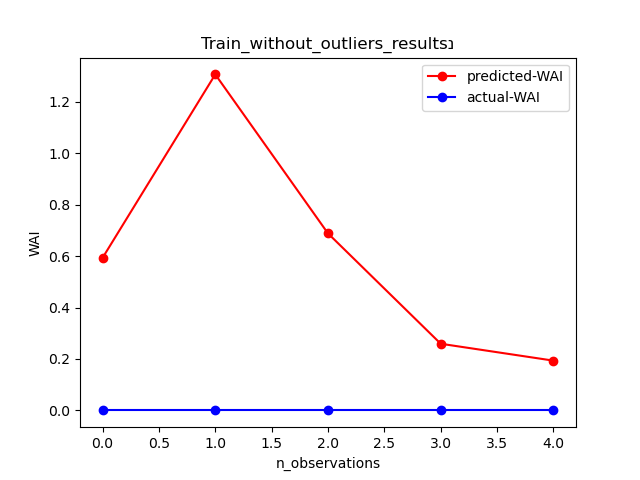 Train_without_outliers_resultsנ
predicted-WAI
actual-WAI
WAI
1.2
1.0
0.8
0.6
0.4
0.2
0.0
0.0 0.5 1.0 1.5 2.0 2.5 3.0 3.5 4.0
n_observations